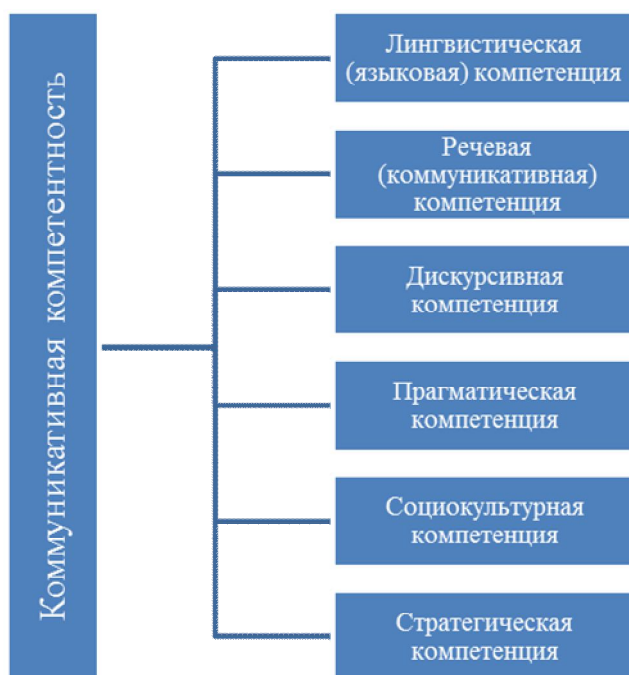 Коммуникативная компетентность
Лингвистическая
(языковая) компетенция
Речевая
(коммуникативная)
компетенция
Дискурсивная
компетенция
Прагматическая
компетенция
Социокультурная
компетенция
Стратегическая
компетенция